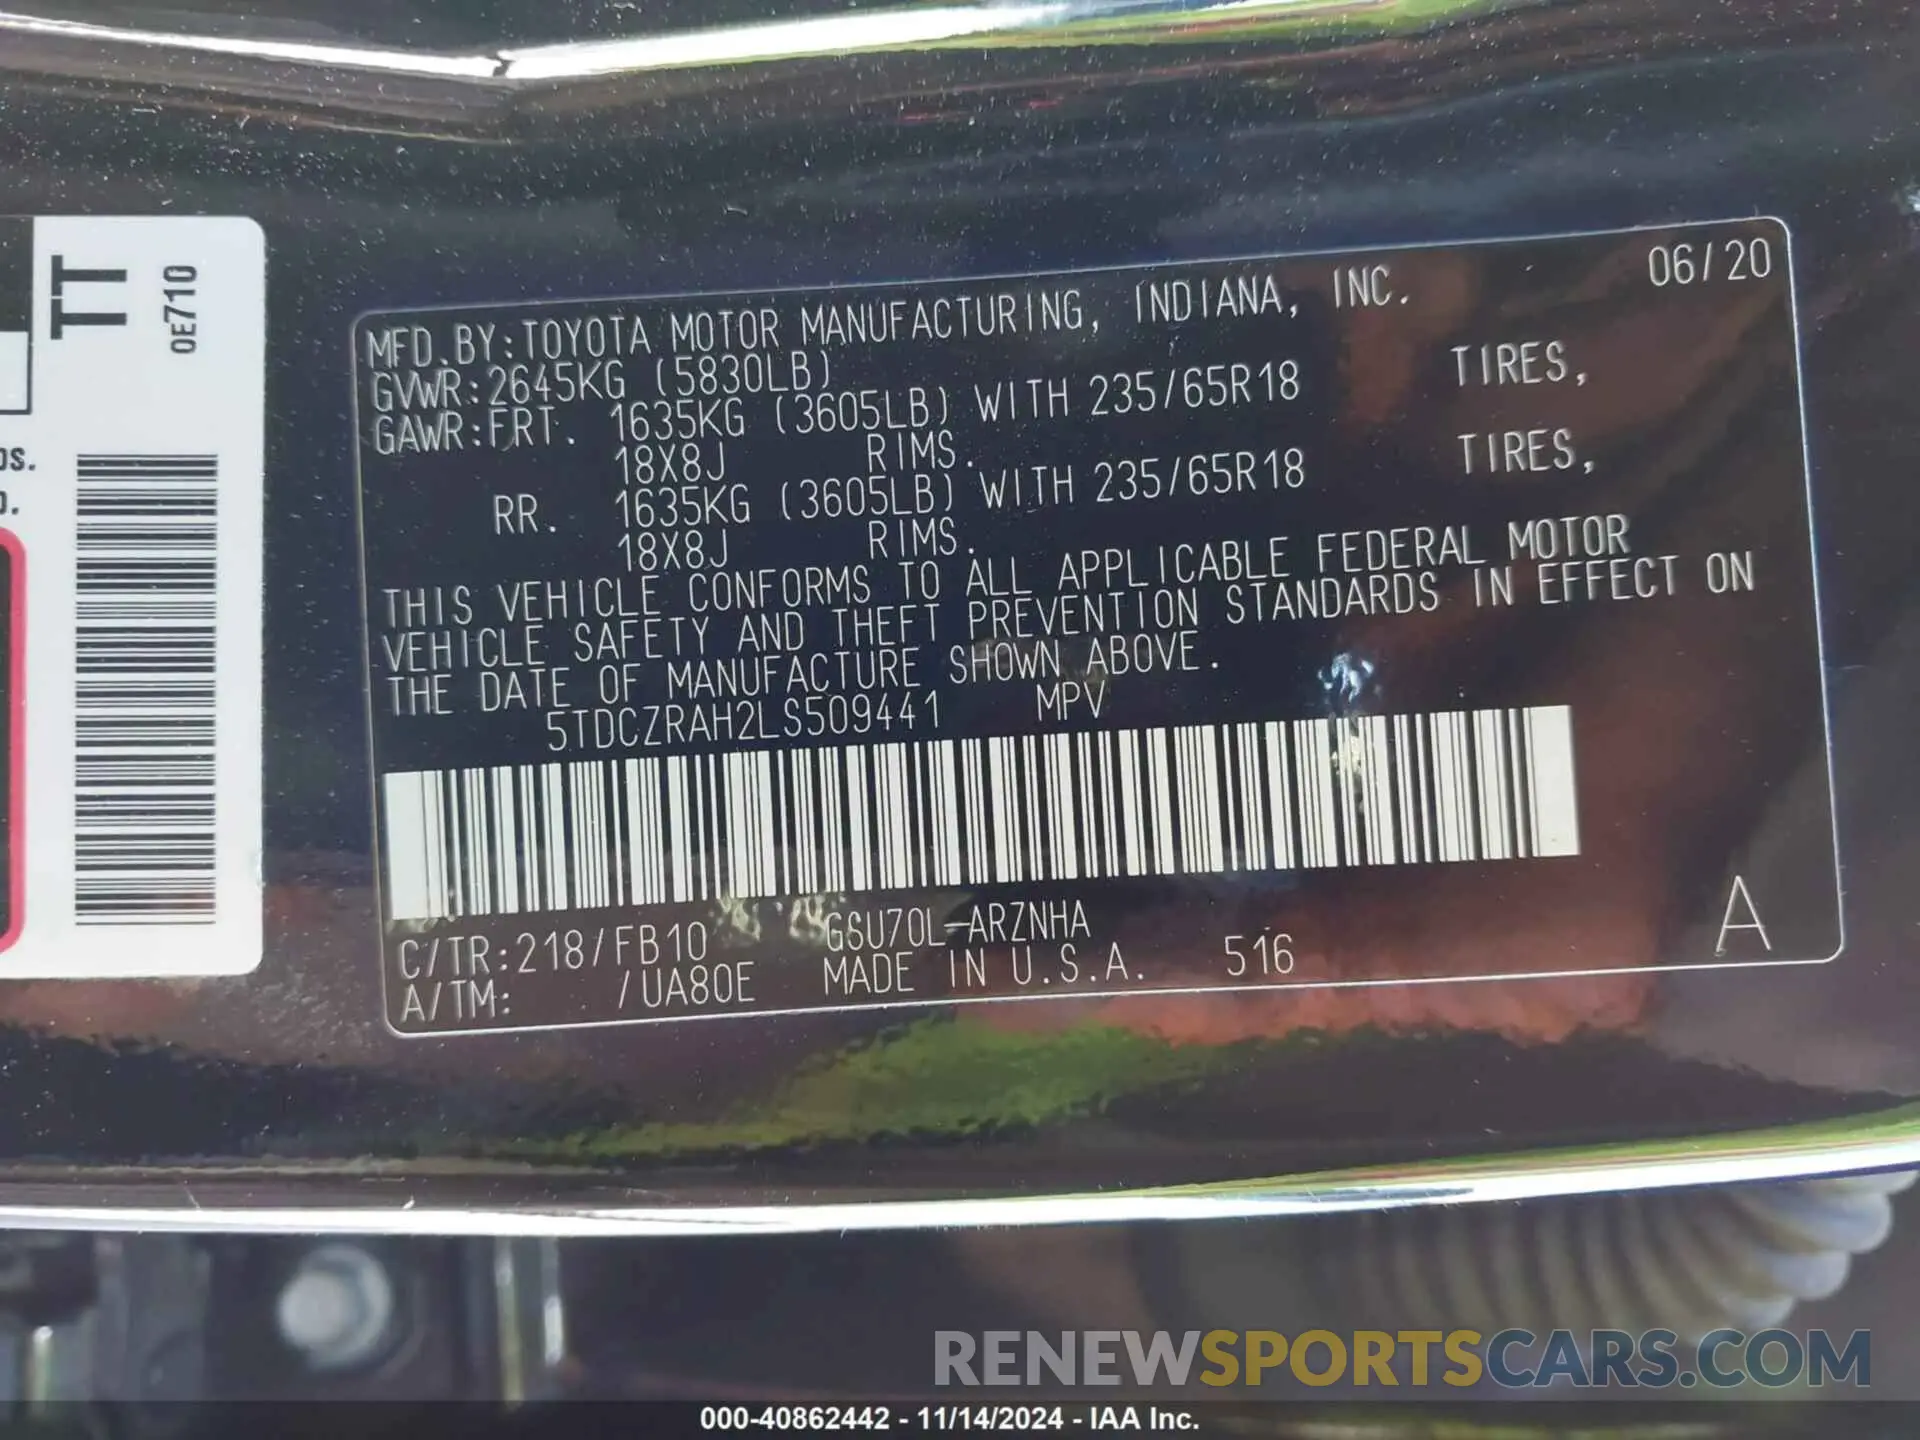 TT
0E710
DS.
MFD.BY:TOYOTA MOTOR MANUFACTURING, INDIANA, INC. 06/20
GVWR:2645KG (5830LB)
GAWR:FRT. 1635KG (3605LB) WITH 235/65R18 TIRES,
18X8J RIMS.
RR. 1635KG (3605LB) WITH 235/65R18 TIRES,
18X8J RIMS.
THIS VEHICLE CONFORMS TO ALL APPLICABLE FEDERAL MOTOR
VEHICLE SAFETY AND THEFT PREVENTION STANDARDS IN EFFECT ON
THE DATE OF MANUFACTURE SHOWN ABOVE.
5TDCZRAH2LS509441 MPV
C/TR:218/FB10 GSU70L-ARZNHA
A/TM: /UA80E MADE IN U.S.A. 516 A
RENEWSPORTSCARS.COM
000-40862442 - 11/14/2024 - IAA Inc.